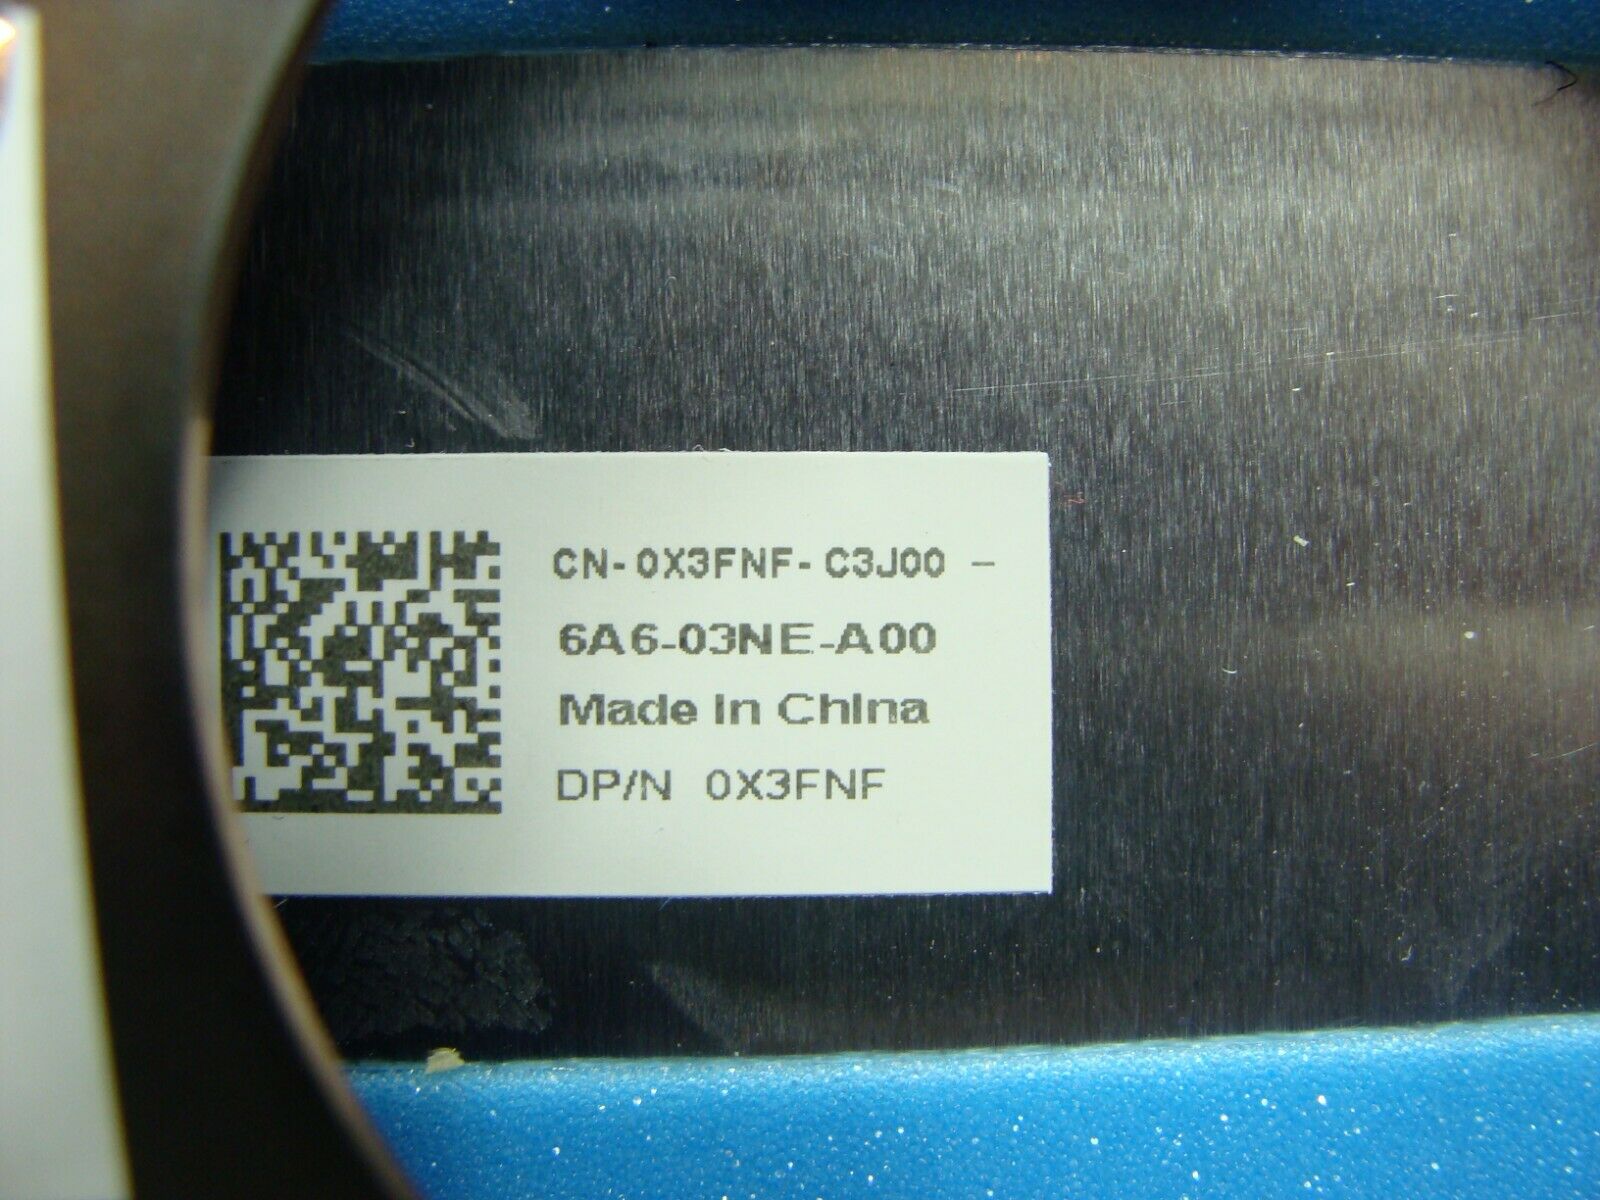 CN-0X3FNF-C3J00 -
6A6-03NE-A00
Made In China
DP/N 0X3FNF